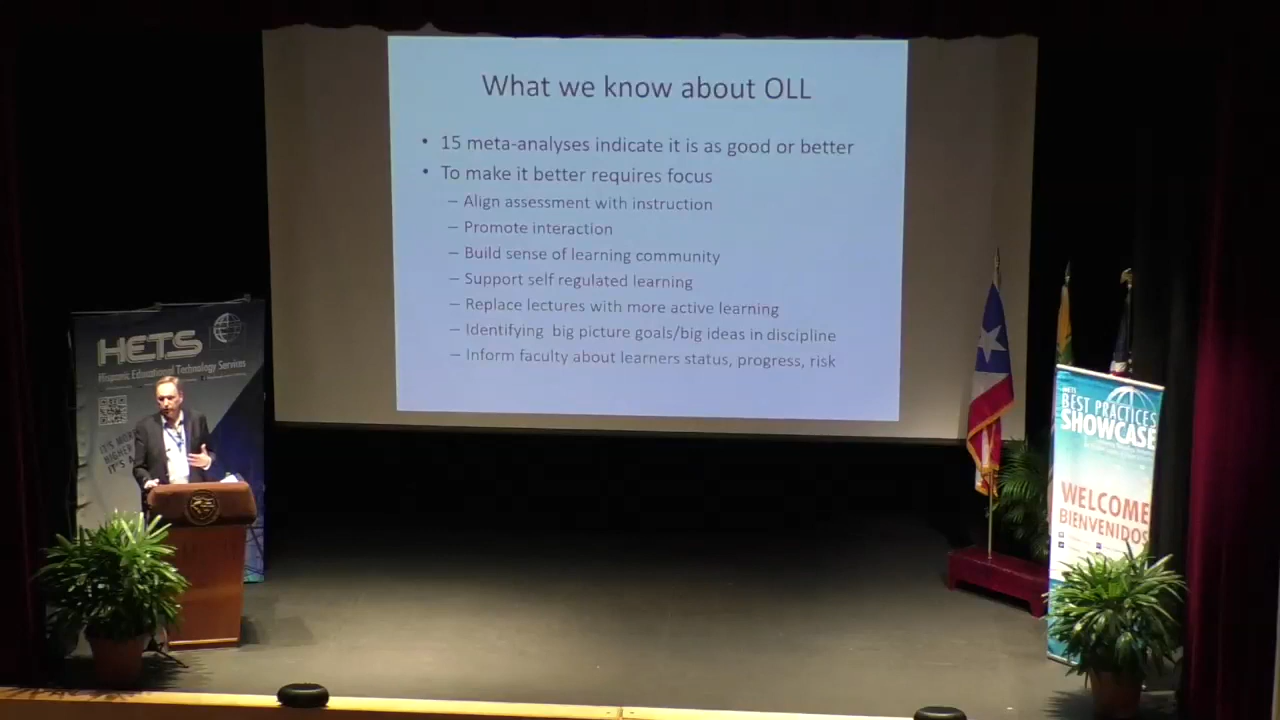 What we know about OLL
• 15 meta-analyses indicate it is as good or better
• To make it better requires focus
– Align assessment with instruction
– Promote interaction
– Build sense of learning community
– Support self regulated learning
– Replace lectures with more active learning
– Identifying big picture goals/big ideas in discipline
– Inform faculty about learners status, progress, risk
HETS
Hispanic Educational Technology Services
HETS
BEST PRACTICES
SHOWCASE
WELCOME
BIENVENIDOS